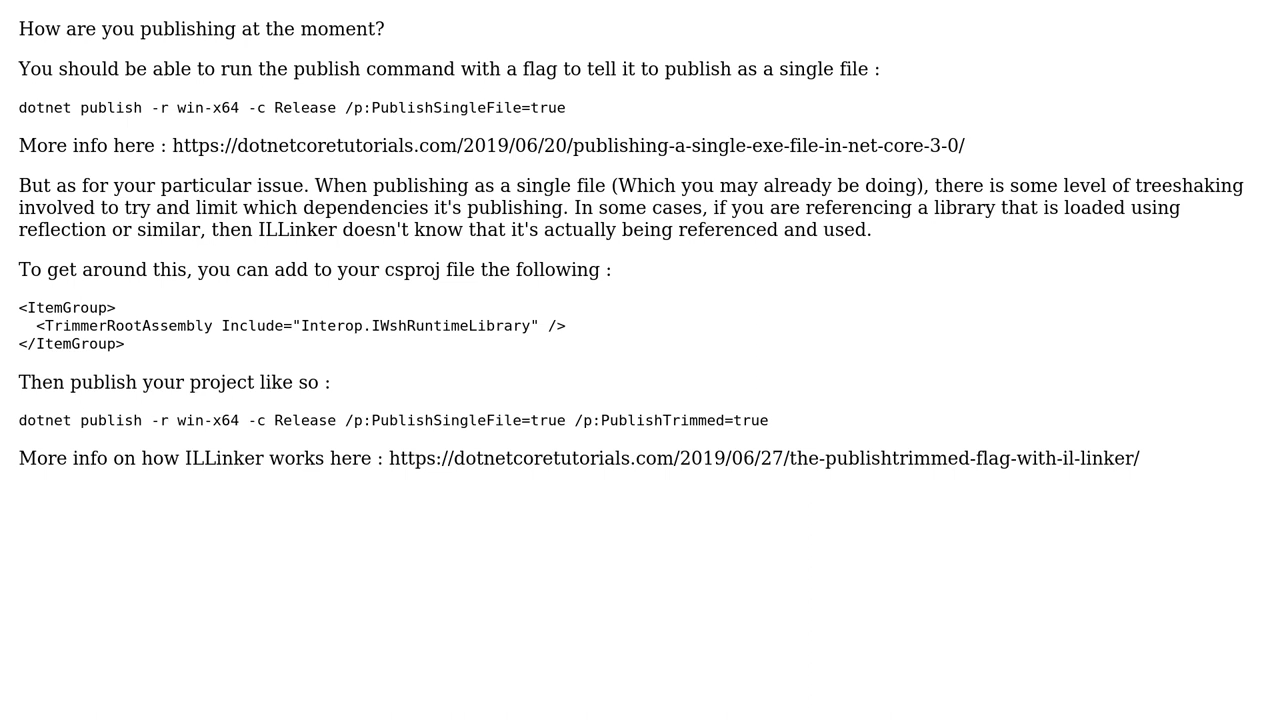 How are you publishing at the moment?
You should be able to run the publish command with a flag to tell it to publish as a single file :
dotnet publish -r win-x64 -c Release /p:PublishSingleFile=true
More info here : https://dotnetcoretutorials.com/2019/06/20/publishing-a-single-exe-file-in-net-core-3-0/
But as for your particular issue. When publishing as a single file (Which you may already be doing), there is some level of treeshaking
involved to try and limit which dependencies it's publishing. In some cases, if you are referencing a library that is loaded using
reflection or similar, then ILLinker doesn't know that it's actually being referenced and used.
To get around this, you can add to your csproj file the following :
<ItemGroup>
  <TrimmerRootAssembly Include="Interop.IWshRuntimeLibrary" />
</ItemGroup>
Then publish your project like so :
dotnet publish -r win-x64 -c Release /p:PublishSingleFile=true /p:PublishTrimmed=true
More info on how ILLinker works here : https://dotnetcoretutorials.com/2019/06/27/the-publishtrimmed-flag-with-il-linker/